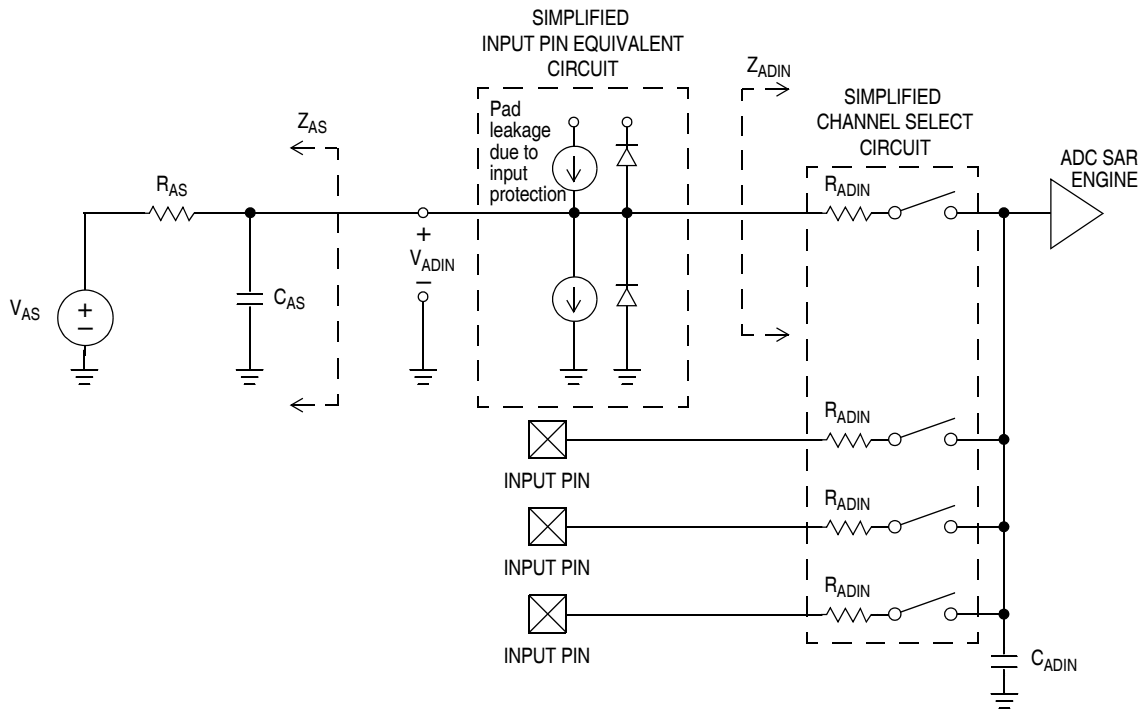 SIMPLIFIED
INPUT PIN EQUIVALENT
CIRCUIT
Z_ADIN
SIMPLIFIED
CHANNEL SELECT
CIRCUIT
Pad
leakage
due to
input
protection
Z_AS
R_AS
R_ADIN
ADC SAR
ENGINE
+
V_ADIN
–
V_AS
+
–
C_AS
R_ADIN
INPUT PIN
R_ADIN
INPUT PIN
R_ADIN
INPUT PIN
C_ADIN